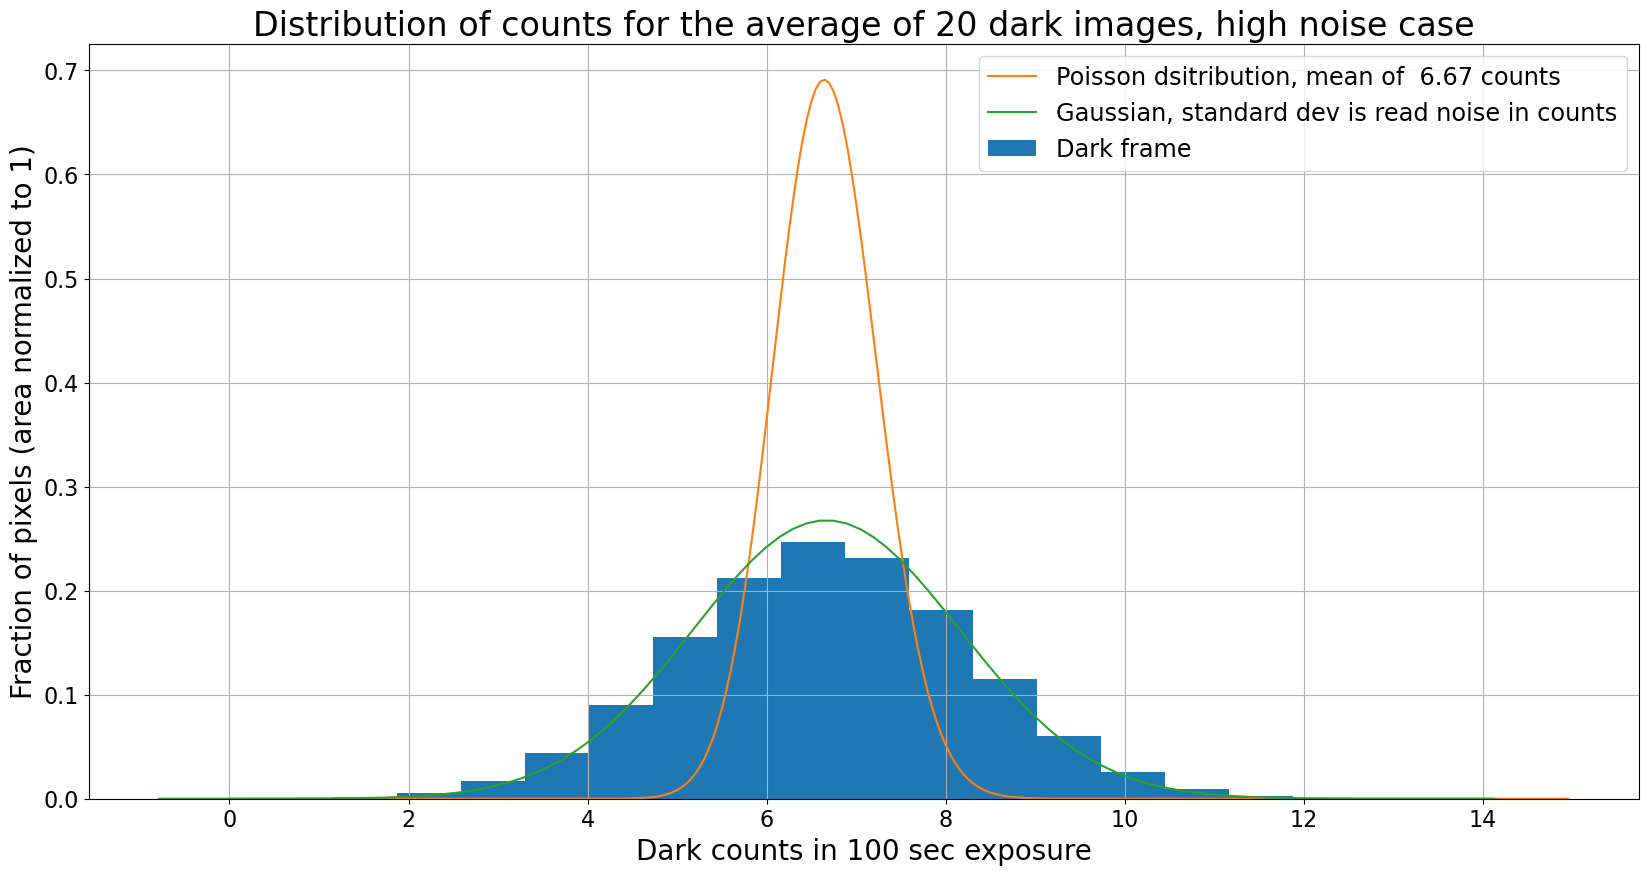 Distribution of counts for the average of 20 dark images, high noise case
Poisson dsitribution, mean of  6.67 counts
Gaussian, standard dev is read noise in counts
Dark frame
Fraction of pixels (area normalized to 1)
0.7
0.6
0.5
0.4
0.3
0.2
0.1
0.0
0 2 4 6 8 10 12 14
Dark counts in 100 sec exposure